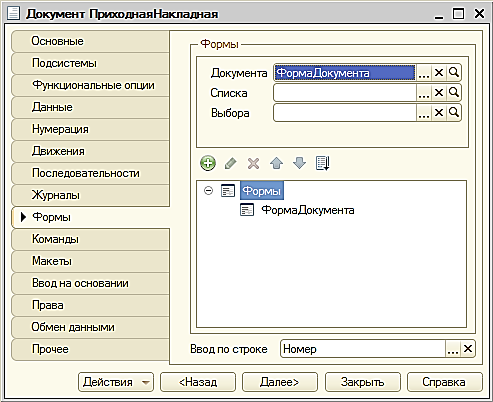 Документ ПриходнаяНакладная
Основные
Подсистемы
Функциональные опции
Данные
Нумерация
Движения
Последовательности
Журналы
Формы
Команды
Макеты
Ввод на основании
Права
Обмен данными
Прочее
Формы
Документа ФормаДокумента
Списка
Выбора
Формы
ФормаДокумента
Ввод по строке Номер
Действия <Назад Далее> Закрыть Справка